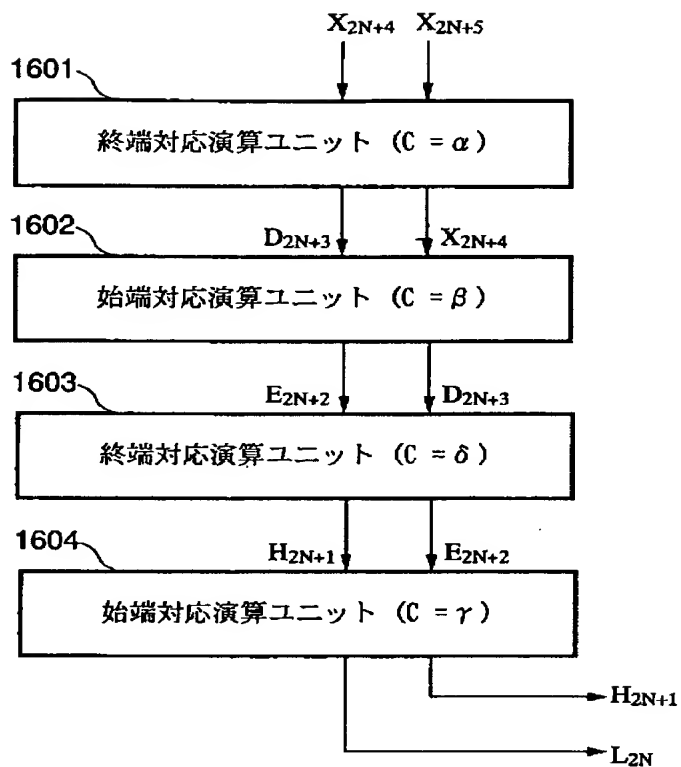 X2N+4 X2N+5
1601
終端対応演算ユニット (C = α)
1602
D2N+3 X2N+4
始端対応演算ユニット (C = β)
1603
E2N+2 D2N+3
終端対応演算ユニット (C = δ)
1604
H2N+1 E2N+2
始端対応演算ユニット (C = γ)
H2N+1
L2N